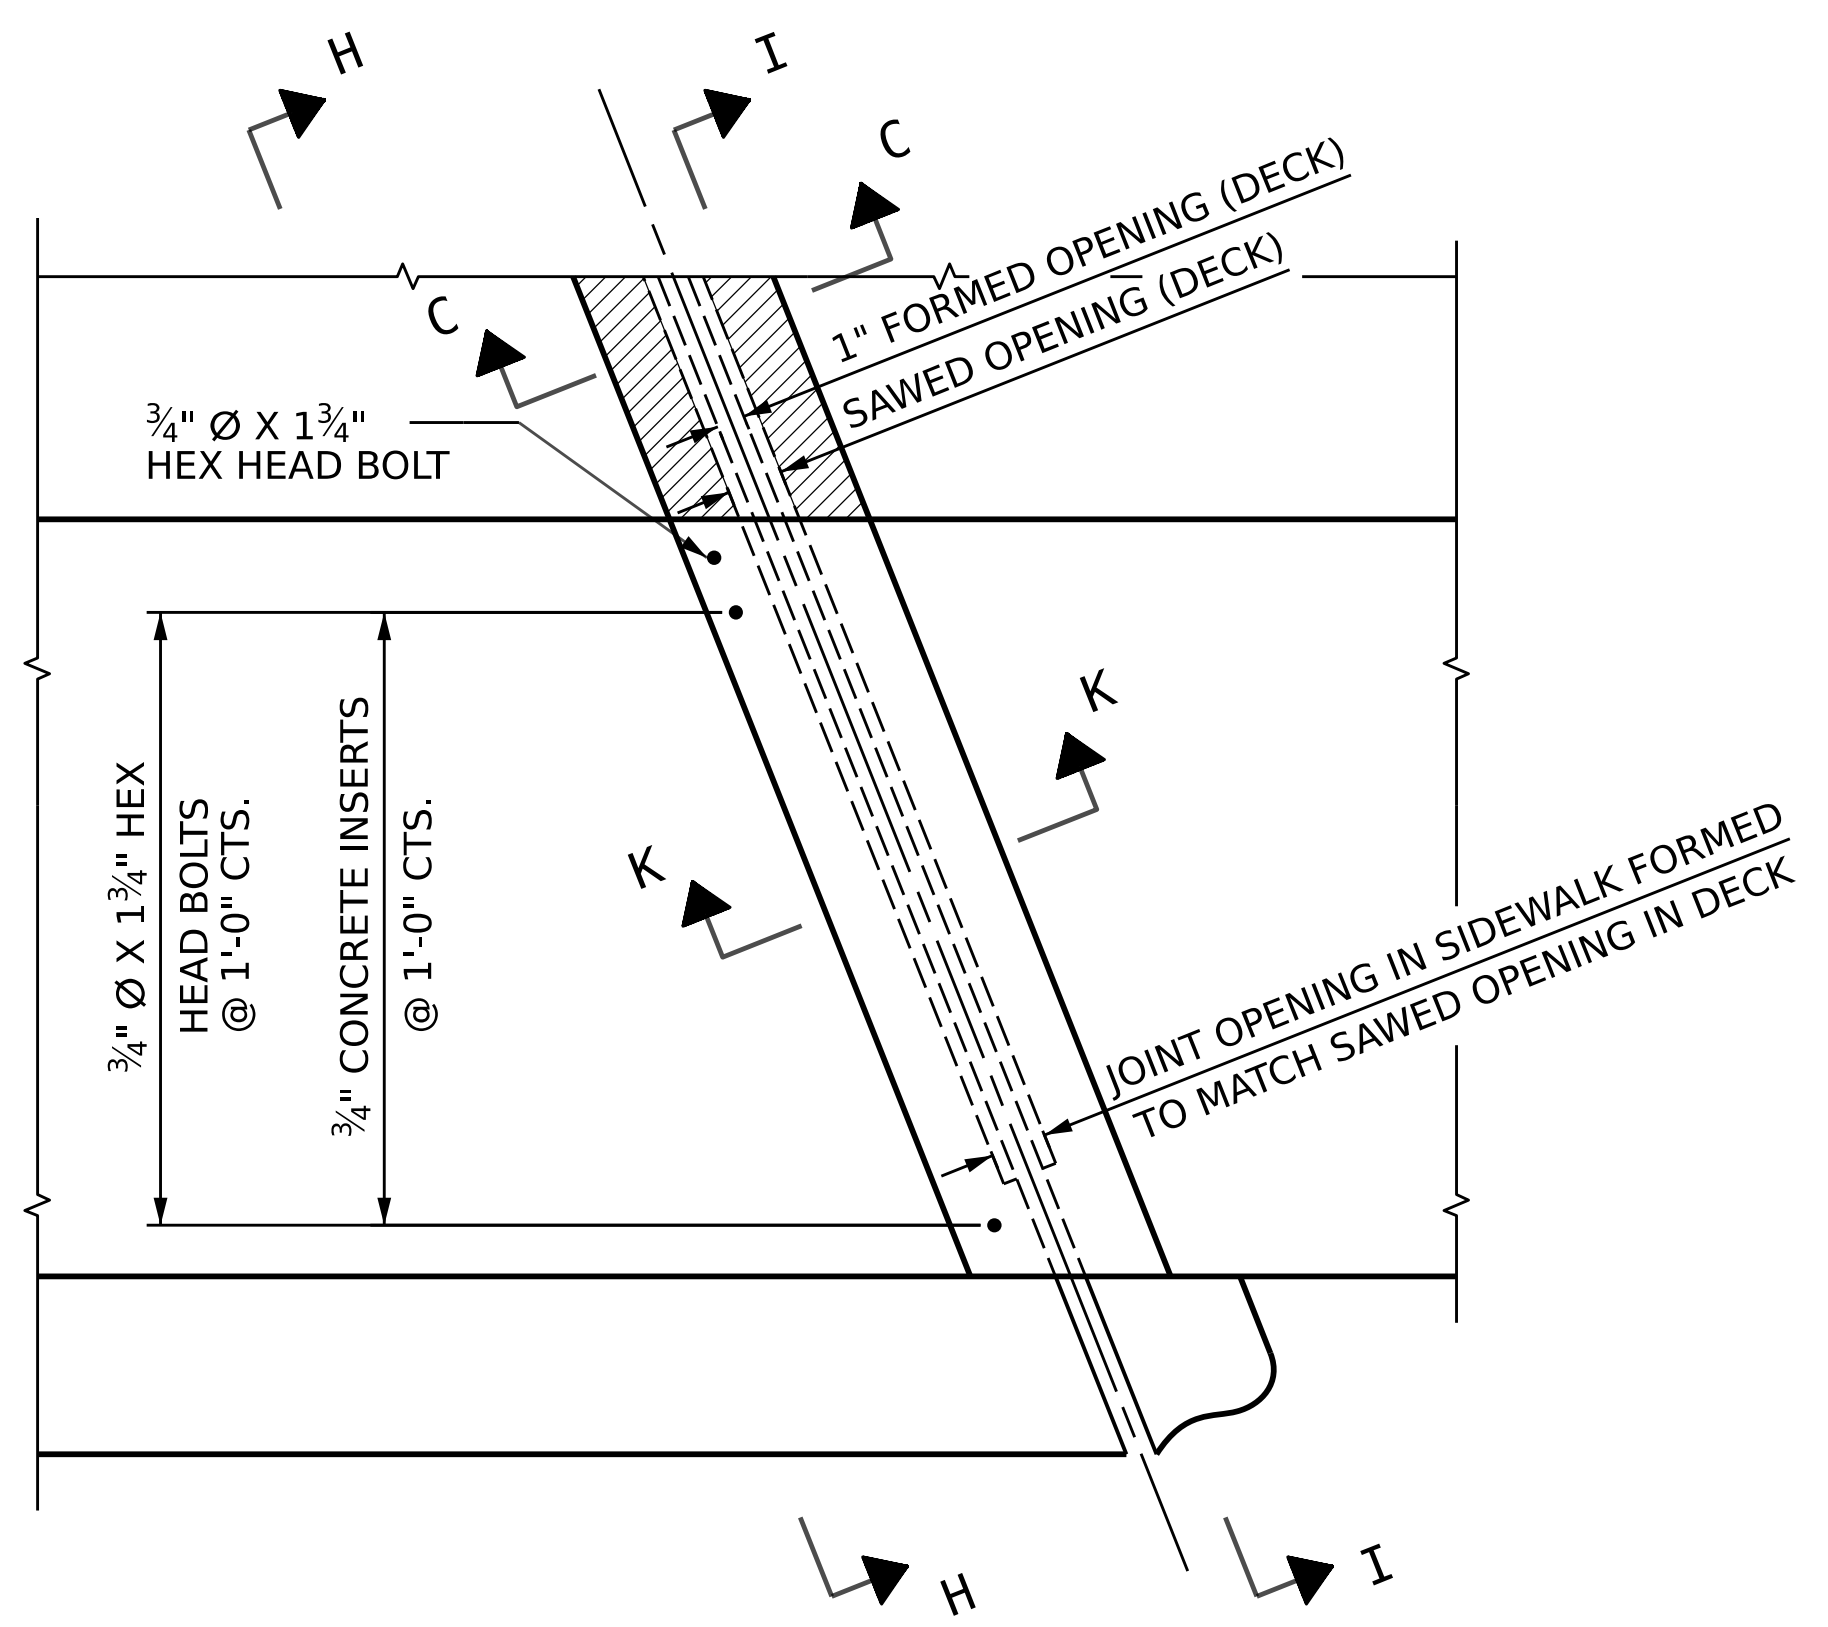 H
I
C
1" FORMED OPENING (DECK)
SAWED OPENING (DECK)
C
¾" Ø X 1¾"
HEX HEAD BOLT
K
K
¾" Ø X 1¾" HEX
HEAD BOLTS
@ 1'-0" CTS.
¾" CONCRETE INSERTS
@ 1'-0" CTS.
JOINT OPENING IN SIDEWALK FORMED
TO MATCH SAWED OPENING IN DECK
H
I